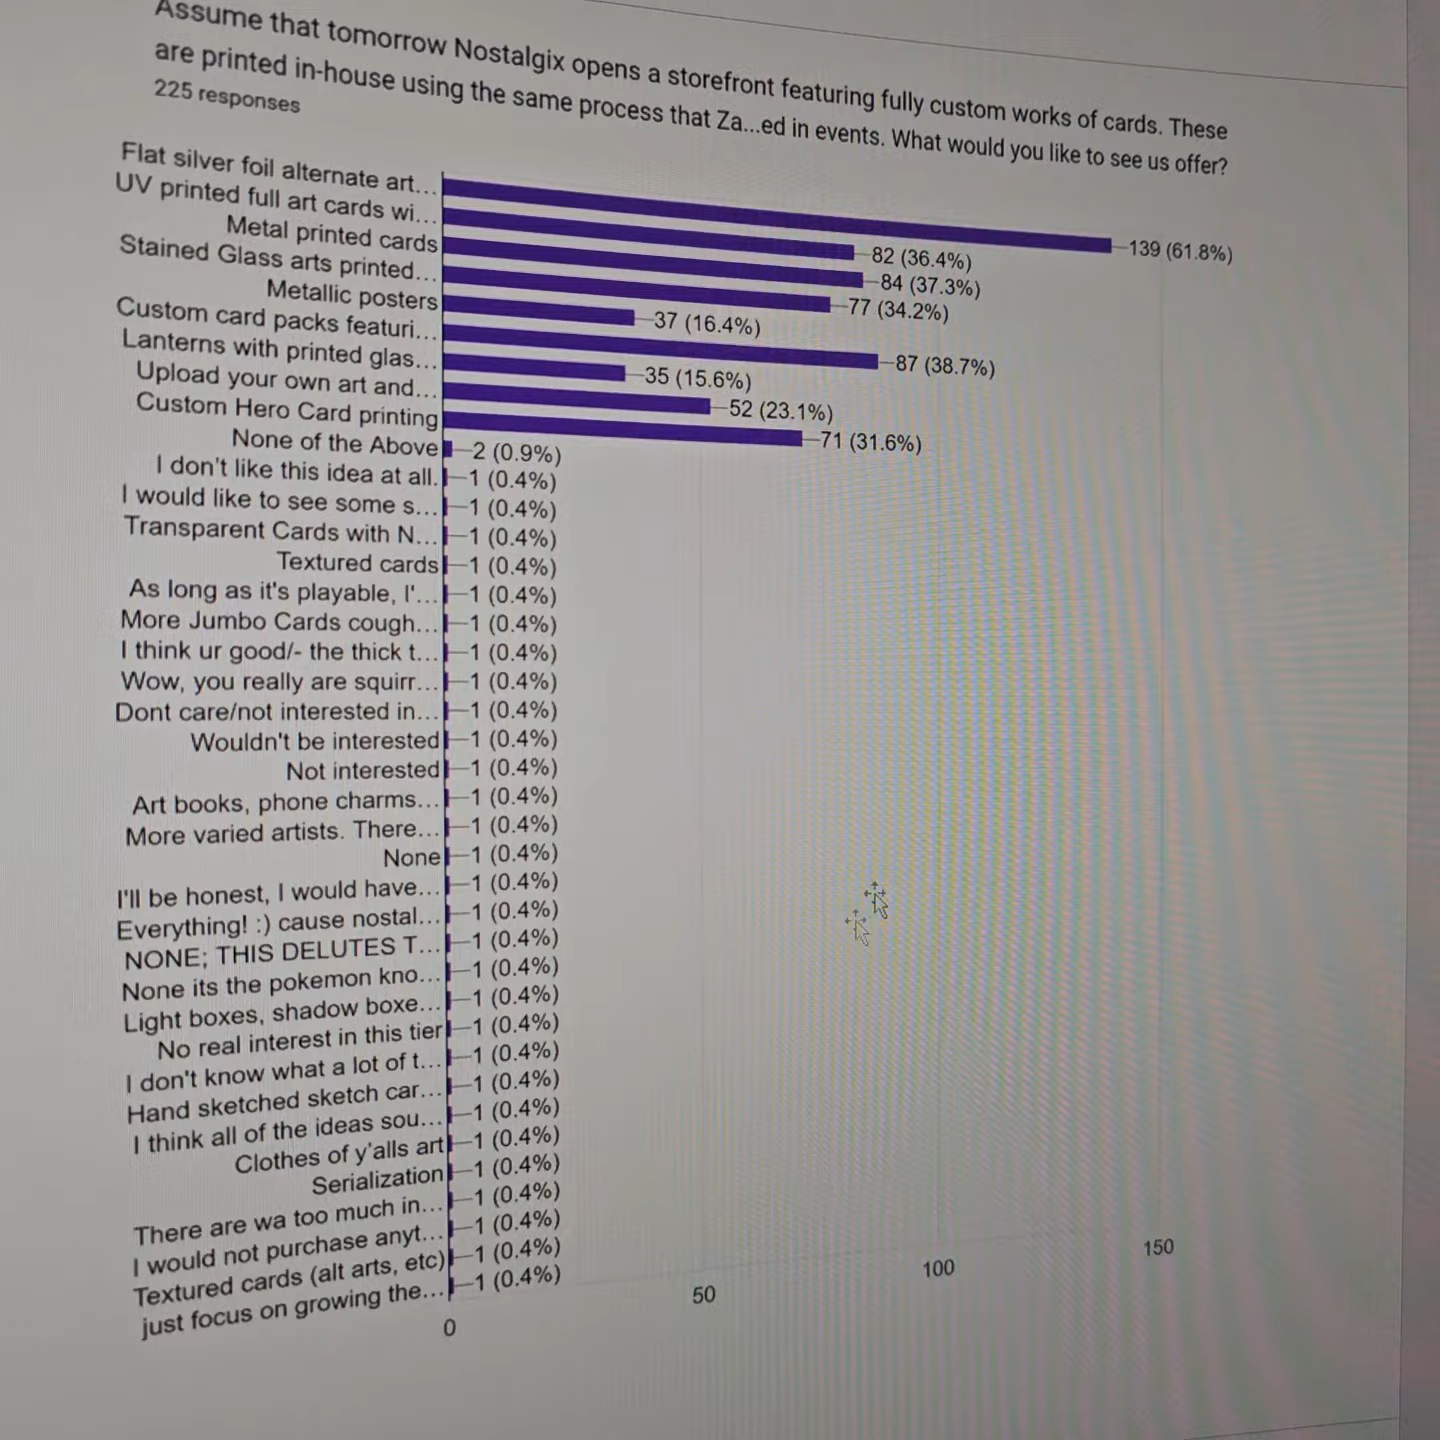 Assume that tomorrow Nostalgix opens a storefront featuring fully custom works of cards. These
are printed in-house using the same process that Za...ed in events. What would you like to see us offer?
225 responses
Flat silver foil alternate art... 139 (61.8%)
UV printed full art cards wi... 82 (36.4%)
Metal printed cards 84 (37.3%)
Stained Glass arts printed... 77 (34.2%)
Metallic posters 37 (16.4%)
Custom card packs featuri... 87 (38.7%)
Lanterns with printed glas... 35 (15.6%)
Upload your own art and... 52 (23.1%)
Custom Hero Card printing 71 (31.6%)
None of the Above 2 (0.9%)
I don't like this idea at all. 1 (0.4%)
I would like to see some s... 1 (0.4%)
Transparent Cards with N... 1 (0.4%)
Textured cards 1 (0.4%)
As long as it's playable, I'... 1 (0.4%)
More Jumbo Cards cough... 1 (0.4%)
I think ur good/- the thick t... 1 (0.4%)
Wow, you really are squirr... 1 (0.4%)
Dont care/not interested in... 1 (0.4%)
Wouldn't be interested 1 (0.4%)
Not interested 1 (0.4%)
Art books, phone charms... 1 (0.4%)
More varied artists. There... 1 (0.4%)
None 1 (0.4%)
I'll be honest, I would have... 1 (0.4%)
Everything! :) cause nostal... 1 (0.4%)
NONE; THIS DELUTES T... 1 (0.4%)
None its the pokemon kno... 1 (0.4%)
Light boxes, shadow boxe... 1 (0.4%)
No real interest in this tier 1 (0.4%)
I don't know what a lot of t... 1 (0.4%)
Hand sketched sketch car... 1 (0.4%)
I think all of the ideas sou... 1 (0.4%)
Clothes of y'alls art 1 (0.4%)
Serialization 1 (0.4%)
There are wa too much in... 1 (0.4%)
I would not purchase anyt... 1 (0.4%)
Textured cards (alt arts, etc) 1 (0.4%)
just focus on growing the... 1 (0.4%)
0 50 100 150